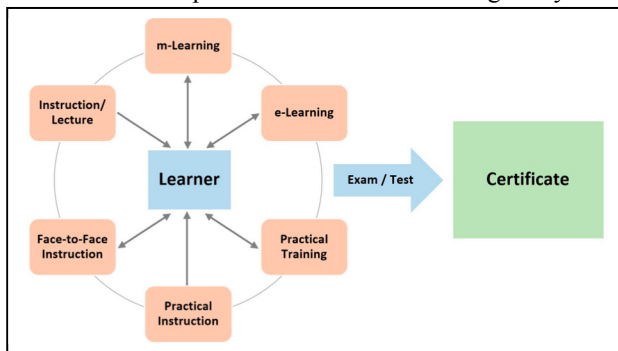 m-Learning
Instruction/
Lecture
e-Learning
Learner
Exam / Test
Certificate
Face-to-Face
Instruction
Practical
Training
Practical
Instruction